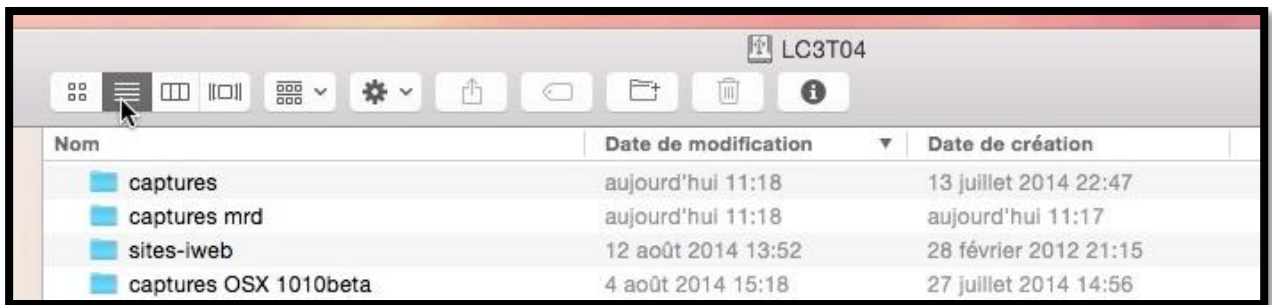 LC3T04
Nom Date de modification Date de création
captures aujourd'hui 11:18 13 juillet 2014 22:47
captures mrd aujourd'hui 11:18 aujourd'hui 11:17
sites-iweb 12 août 2014 13:52 28 février 2012 21:15
captures OSX 1010beta 4 août 2014 15:18 27 juillet 2014 14:56